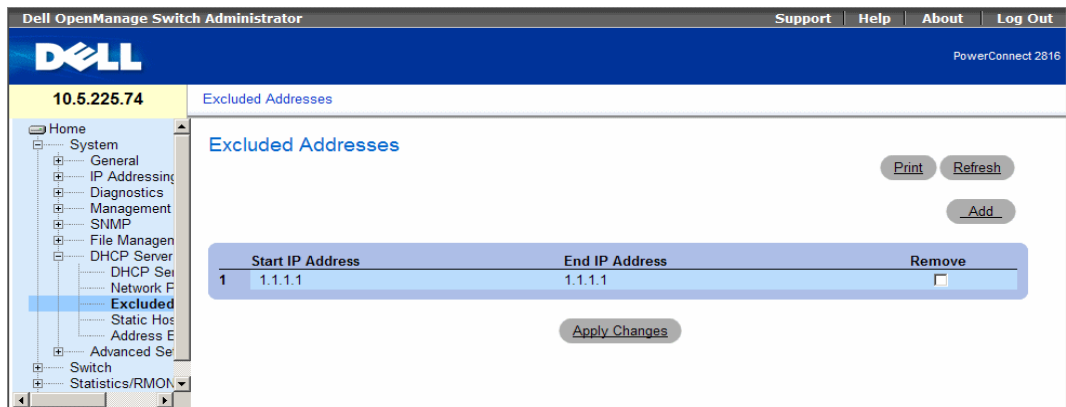 Dell OpenManage Switch Administrator Support Help About Log Out
DELL PowerConnect 2816
10.5.225.74 Excluded Addresses
Home
System
General
IP Addressing
Diagnostics
Management
SNMP
File Managen
DHCP Server
DHCP Ser
Network P
Excluded
Static Hos
Address E
Advanced Set
Switch
Statistics/RMON
Excluded Addresses
Print Refresh
Add
Start IP Address End IP Address Remove
1 1.1.1.1 1.1.1.1
Apply Changes